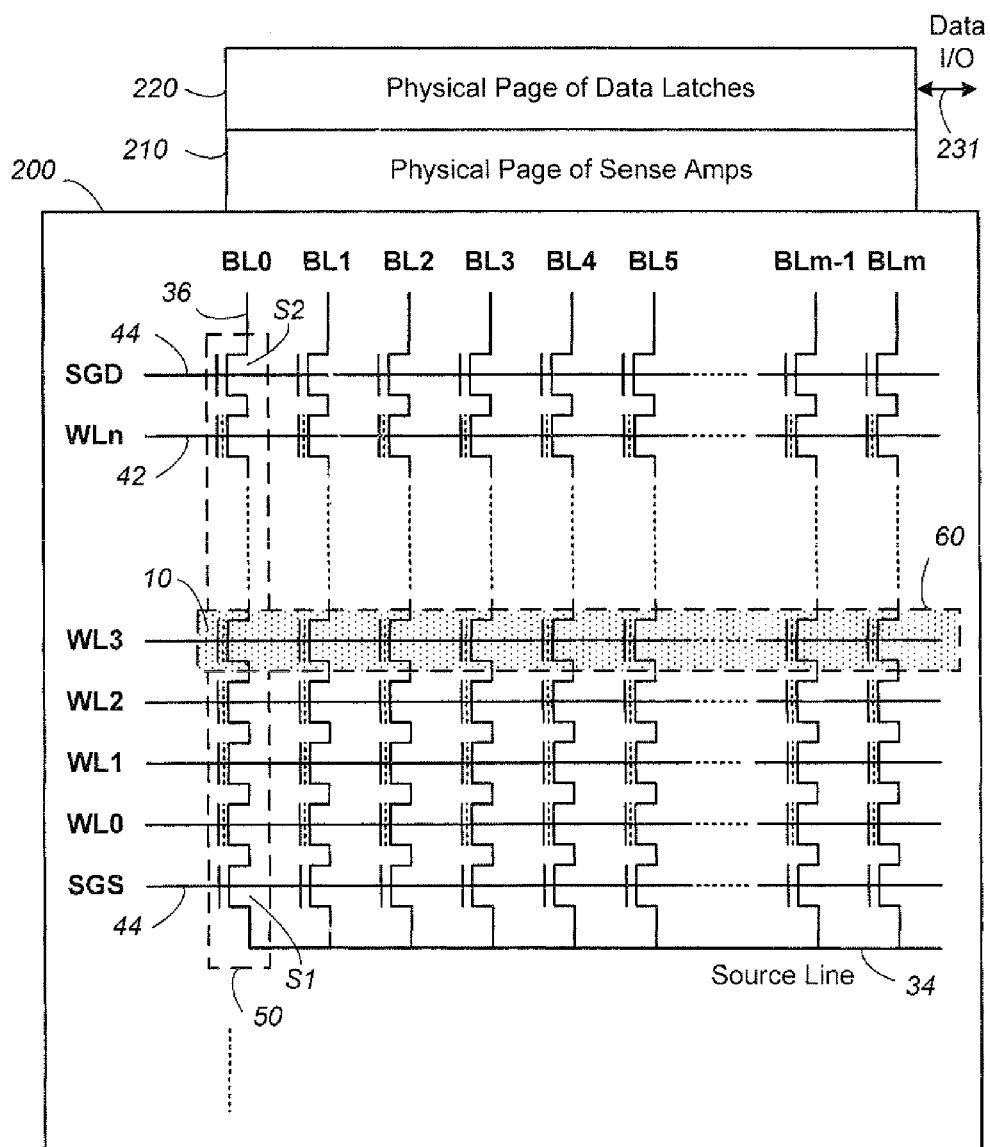 Data
I/O
220
Physical Page of Data Latches
231
210
Physical Page of Sense Amps
200
BL0 BL1 BL2 BL3 BL4 BL5 BLm-1 BLm
36
S2
44
SGD
WLn
42
60
10
WL3
WL2
WL1
WL0
SGS
44
S1
Source Line
34
50